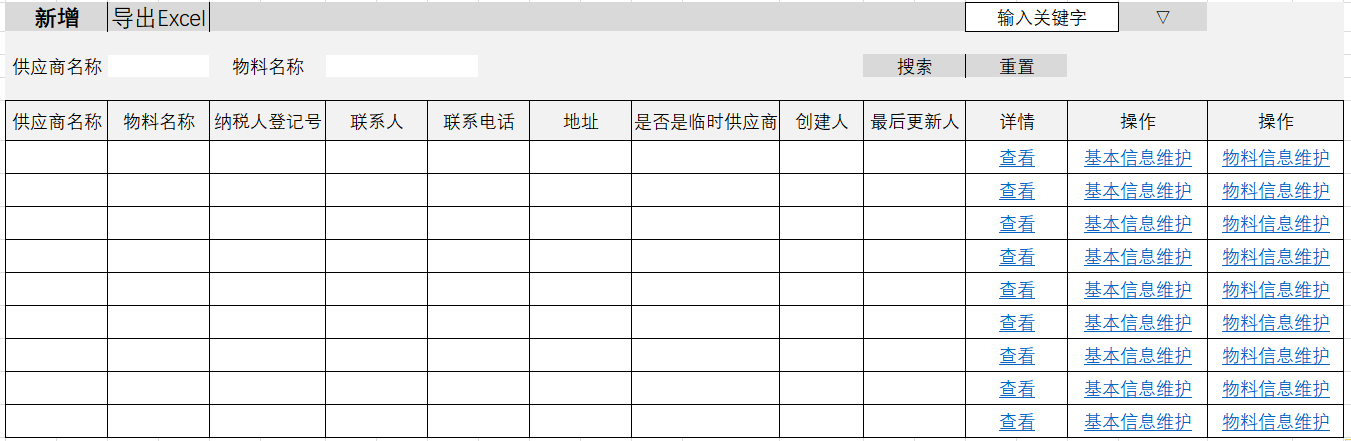 新增 导出Excel 输入关键字 ▽
供应商名称 物料名称 搜索 重置
供应商名称 物料名称 纳税人登记号 联系人 联系电话 地址 是否是临时供应商 创建人 最后更新人 详情 操作 操作
查看 基本信息维护 物料信息维护
查看 基本信息维护 物料信息维护
查看 基本信息维护 物料信息维护
查看 基本信息维护 物料信息维护
查看 基本信息维护 物料信息维护
查看 基本信息维护 物料信息维护
查看 基本信息维护 物料信息维护
查看 基本信息维护 物料信息维护
查看 基本信息维护 物料信息维护